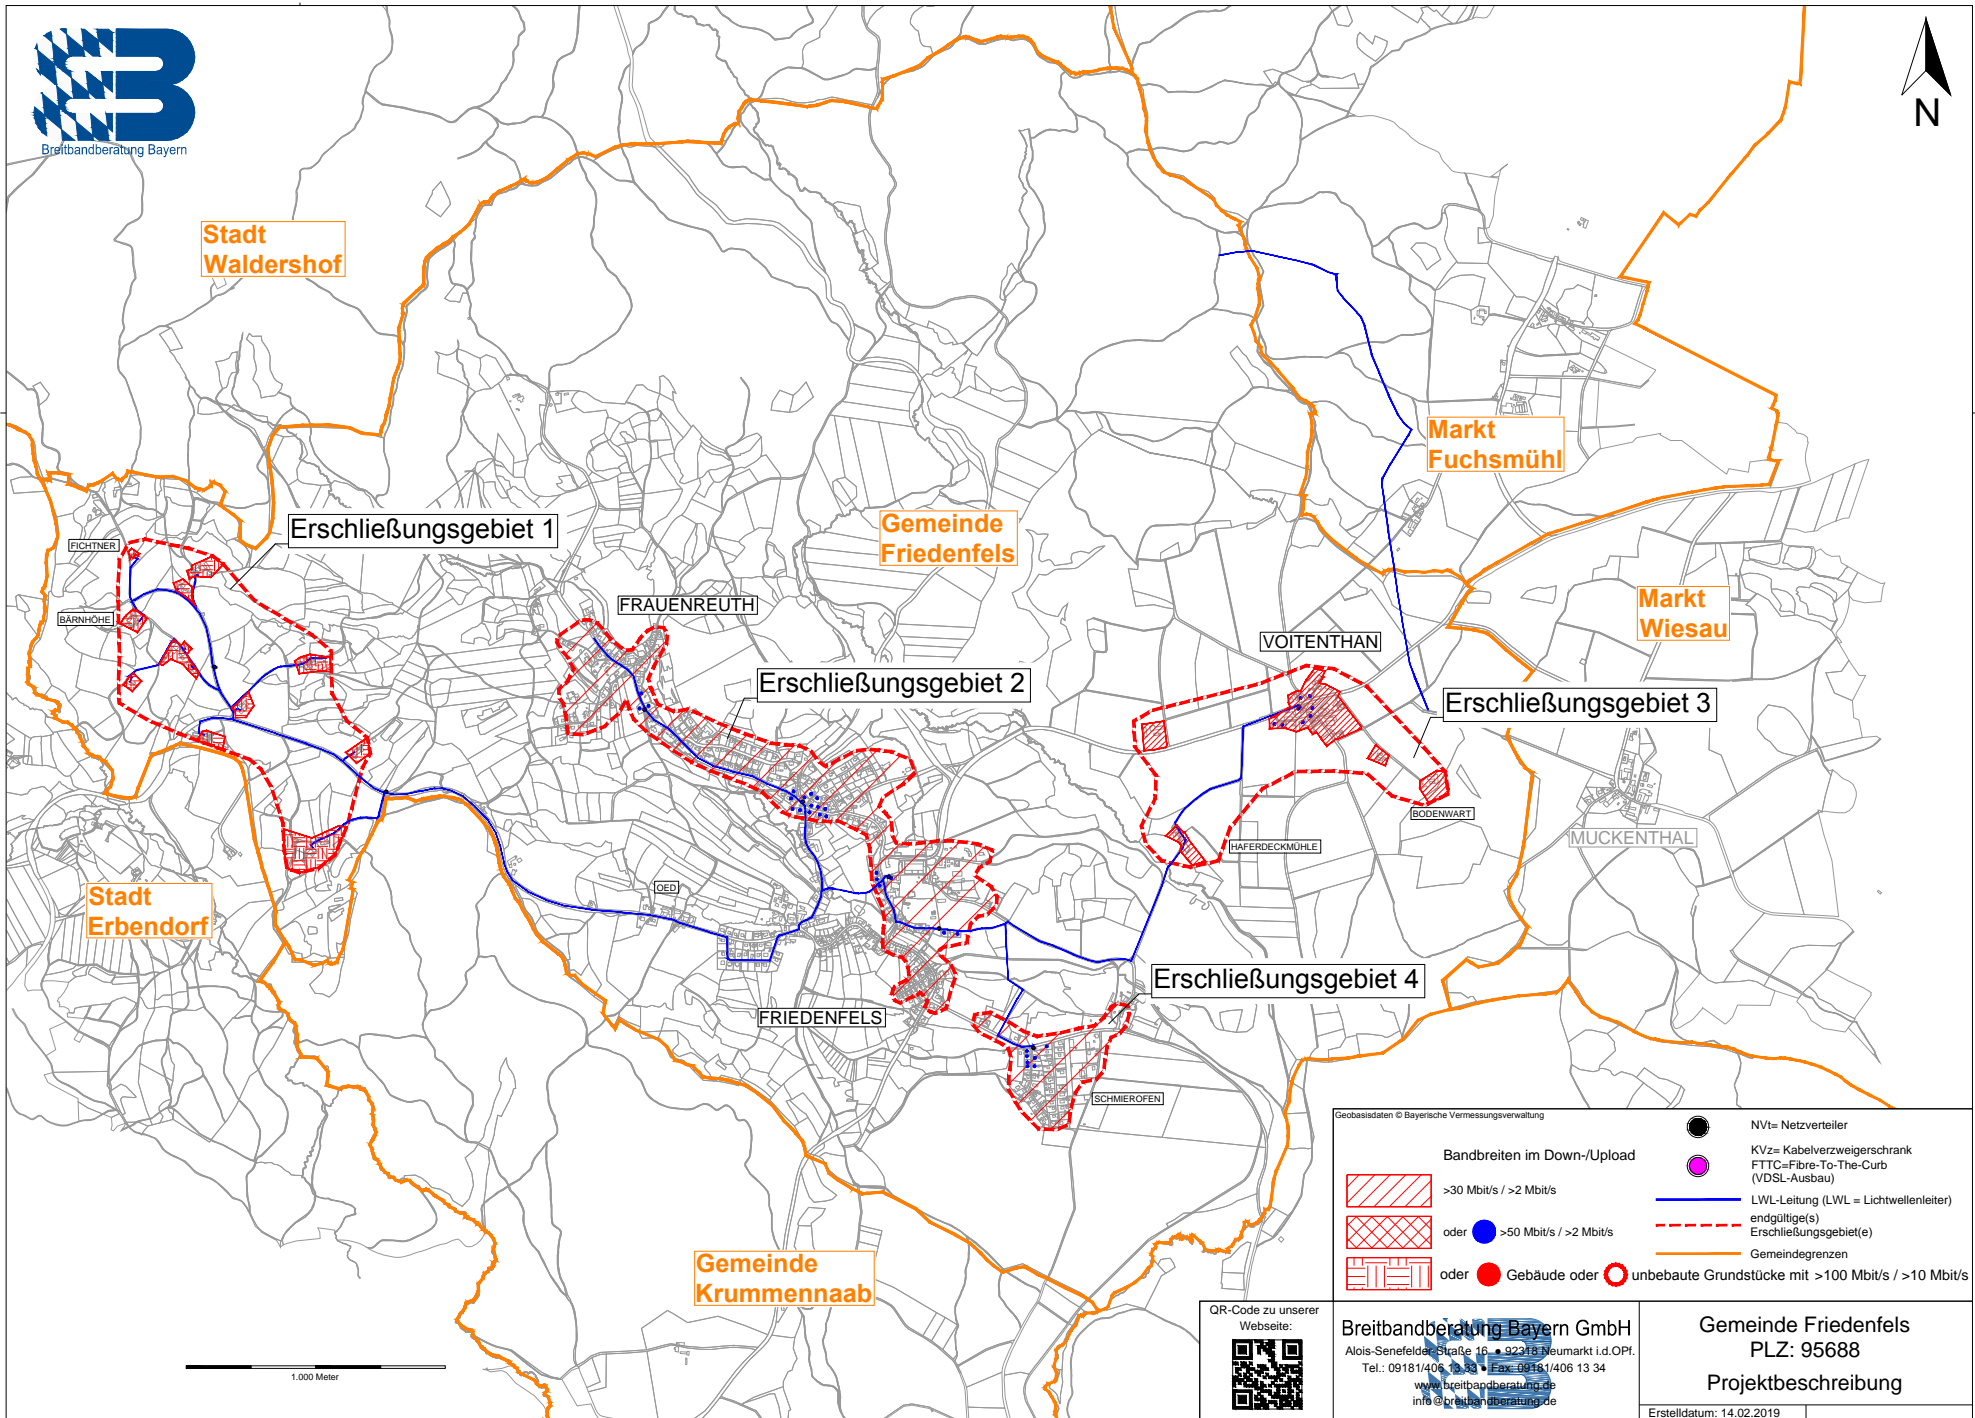 Breitbandberatung Bayern
N
Stadt
Waldershof
Markt
Fuchsmühl
Erschließungsgebiet 1
Gemeinde
Friedenfels
FICHTNER
BÄRNHÖHE
FRAUENREUTH
Markt
Wiesau
VOITENTHAN
Erschließungsgebiet 2
Erschließungsgebiet 3
BODENWART
HAFERDECKMÜHLE
MUCKENTHAL
Stadt
Erbendorf
OED
Erschließungsgebiet 4
FRIEDENFELS
SCHMIEROFEN
Gemeinde
Krummennaab
1.000 Meter
Geobasisdaten © Bayerische Vermessungsverwaltung
Bandbreiten im Down-/Upload
>30 Mbit/s / >2 Mbit/s
oder >50 Mbit/s / >2 Mbit/s
oder Gebäude oder unbebaute Grundstücke mit >100 Mbit/s / >10 Mbit/s
NVt= Netzverteiler
KVz= Kabelverzweigerschrank
FTTC=Fibre-To-The-Curb
(VDSL-Ausbau)
LWL-Leitung (LWL = Lichtwellenleiter)
endgültige(s)
Erschließungsgebiet(e)
Gemeindegrenzen
QR-Code zu unserer
Webseite:
Breitbandberatung Bayern GmbH
Alois-Senefelder-Straße 16 • 92318 Neumarkt i.d.OPf.
Tel.: 09181/406 13 33 • Fax: 09181/406 13 34
www.breitbandberatung.de
info@breitbandberatung.de
Gemeinde Friedenfels
PLZ: 95688
Projektbeschreibung
Erstelldatum: 14.02.2019